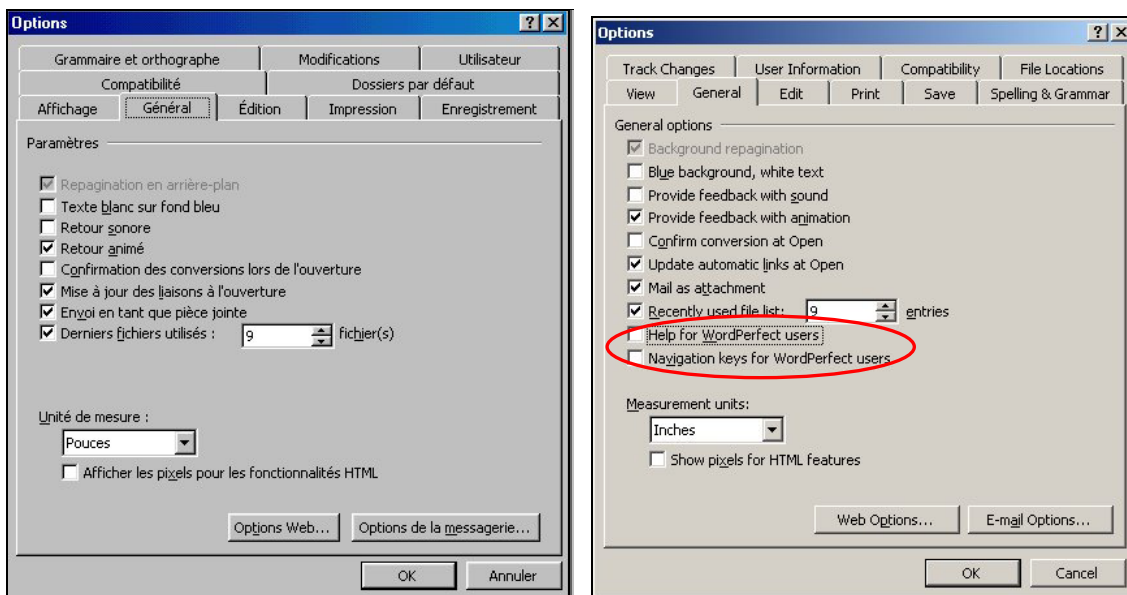 Options
Grammaire et orthographe Modifications Utilisateur
Compatibilité Dossiers par défaut
Affichage Général Édition Impression Enregistrement
Paramètres
Repagination en arrière-plan
Texte blanc sur fond bleu
Retour sonore
Retour animé
Confirmation des conversions lors de l'ouverture
Mise à jour des liaisons à l'ouverture
Envoi en tant que pièce jointe
Derniers fichiers utilisés : 9 fichier(s)
Unité de mesure :
Pouces
Afficher les pixels pour les fonctionnalités HTML
Options Web... Options de la messagerie...
OK Annuler
Options
Track Changes User Information Compatibility File Locations
View General Edit Print Save Spelling & Grammar
General options
Background repagination
Blue background, white text
Provide feedback with sound
Provide feedback with animation
Confirm conversion at Open
Update automatic links at Open
Mail as attachment
Recently used file list: 9 entries
Help for WordPerfect users
Navigation keys for WordPerfect users
Measurement units:
Inches
Show pixels for HTML features
Web Options... E-mail Options...
OK Cancel